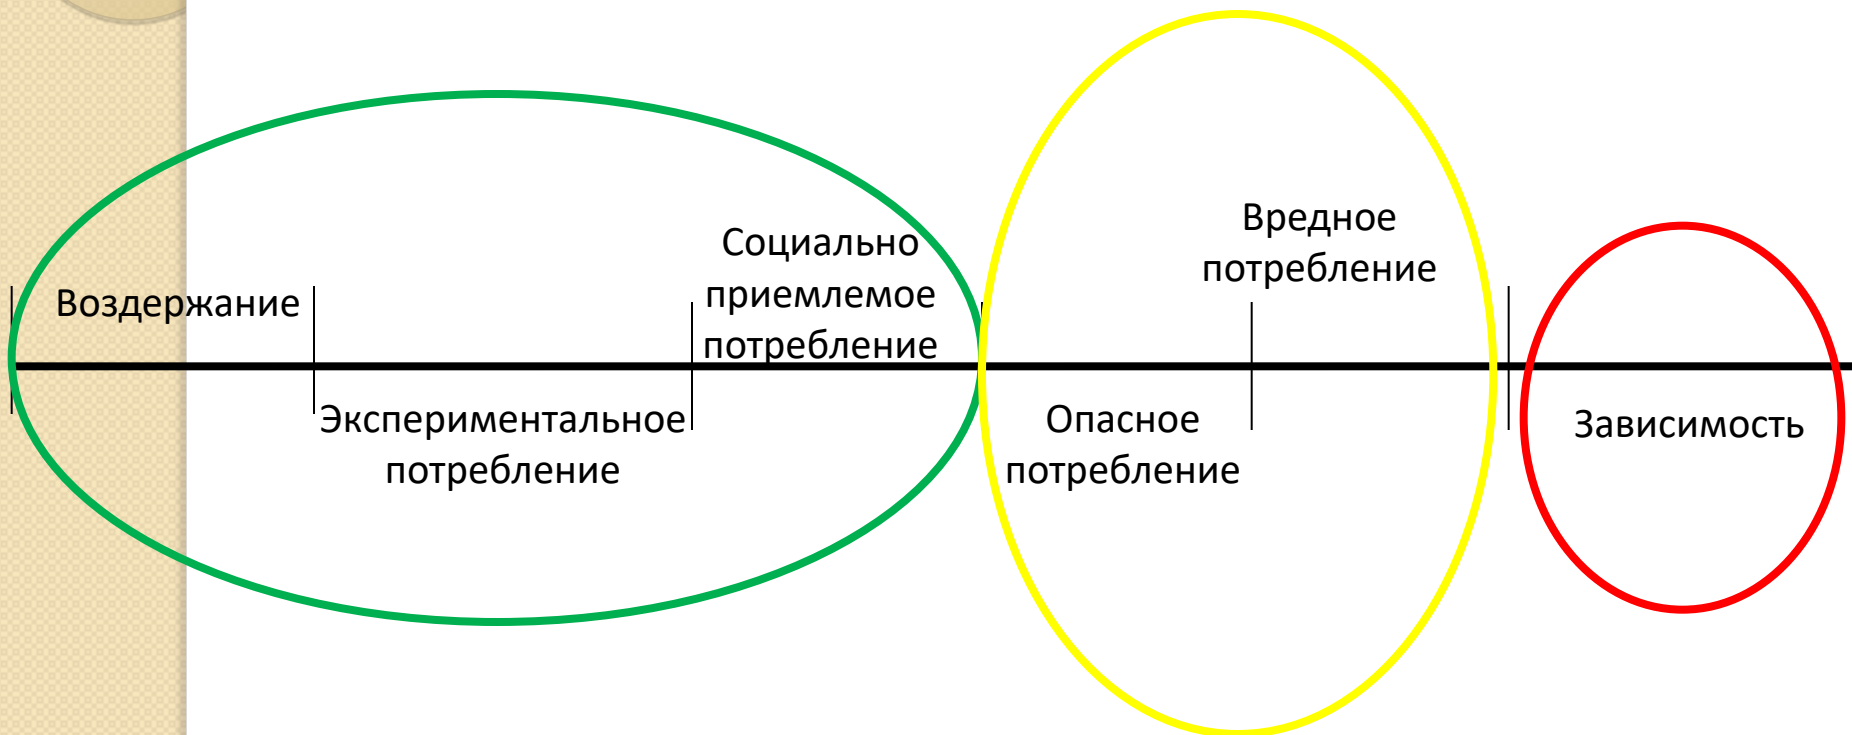 Воздержание
Экспериментальное
потребление
Социально
приемлемое
потребление
Опасное
потребление
Вредное
потребление
Зависимость